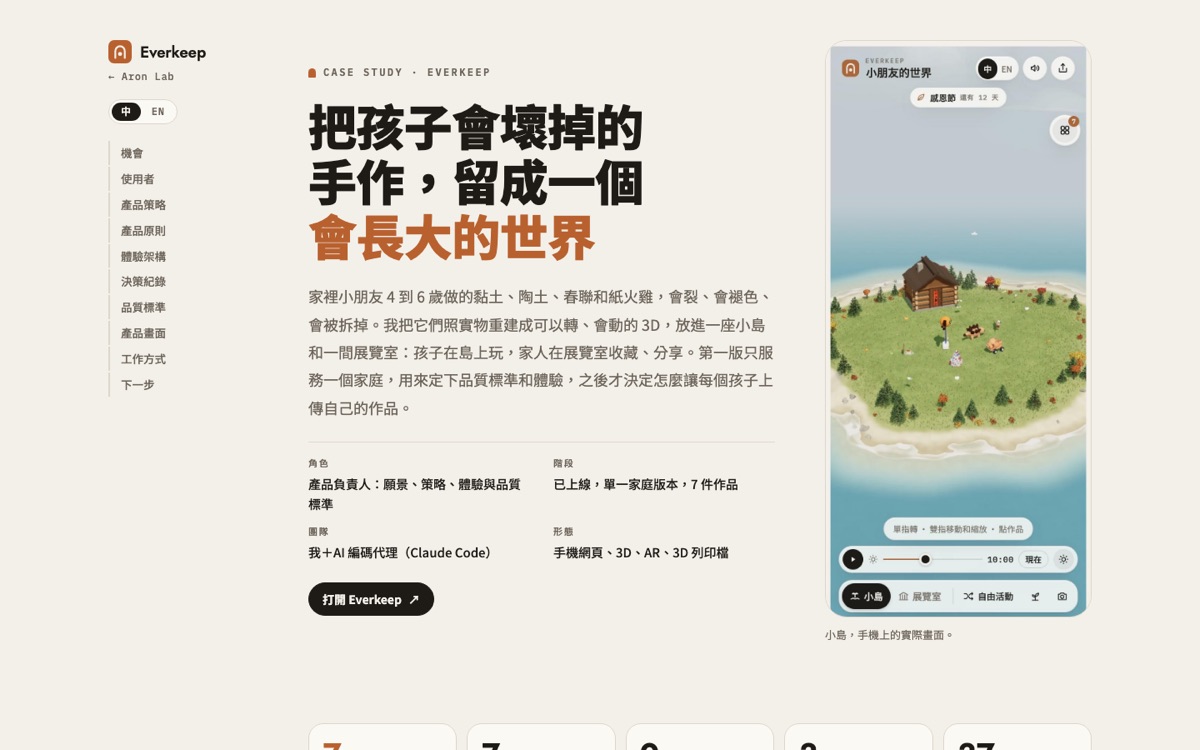 Everkeep
← Aron Lab
中 EN
機會
使用者
產品策略
產品原則
體驗架構
決策紀錄
品質標準
產品畫面
工作方式
下一步
CASE STUDY · EVERKEEP
把孩子會壞掉的
手作，留成一個
會長大的世界
家裡小朋友 4 到 6 歲做的黏土、陶土、春聯和紙火雞，會裂、會褪色、
會被拆掉。我把它們照實物重建成可以轉、會動的 3D，放進一座小島
和一間展覽室：孩子在島上玩，家人在展覽室收藏、分享。第一版只服
務一個家庭，用來定下品質標準和體驗，之後才決定怎麼讓每個孩子上
傳自己的作品。
角色
產品負責人：願景、策略、體驗與品質
標準
階段
已上線，單一家庭版本，7 件作品
團隊
我＋AI 編碼代理（Claude Code）
形態
手機網頁、3D、AR、3D 列印檔
打開 Everkeep ↗
EVERKEEP
小朋友的世界
中 EN
感恩節 還有 12 天
7
單指轉 · 雙指移動和縮放 · 點作品
10:00 現在
小島 展覽室 自由活動
小島，手機上的實際畫面。